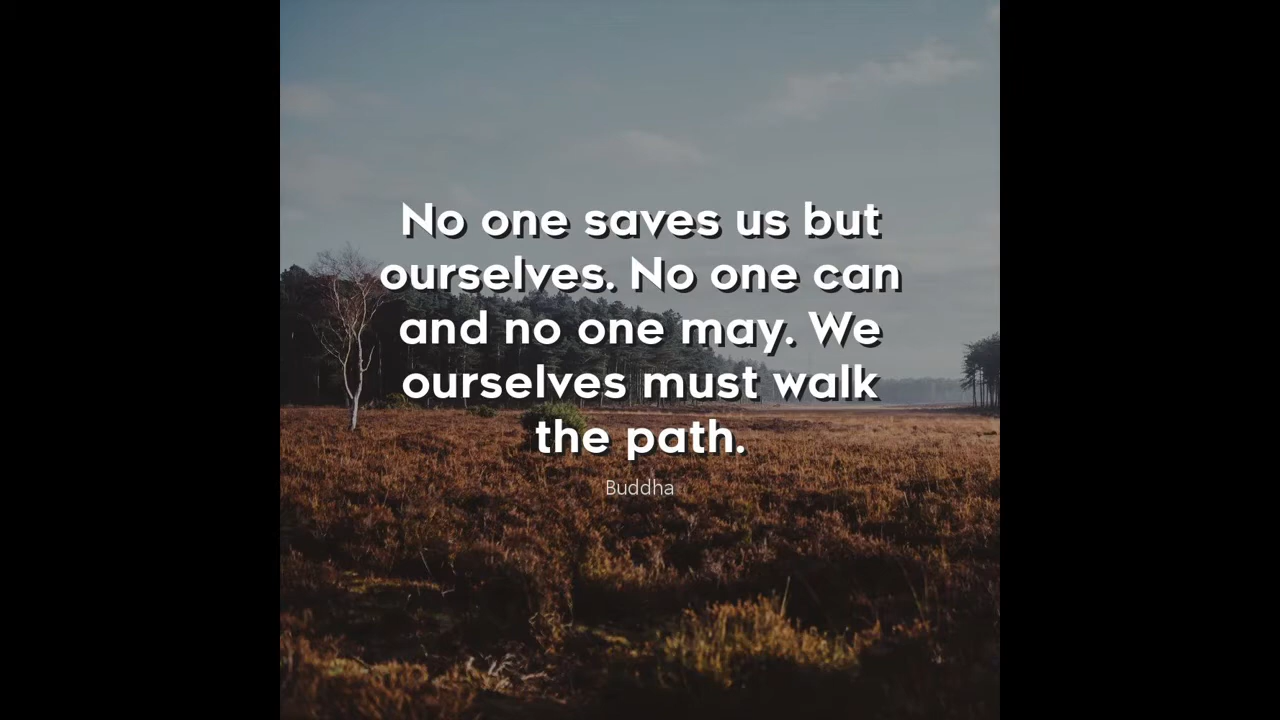 No one saves us but
ourselves. No one can
and no one may. We
ourselves must walk
the path.
Buddha